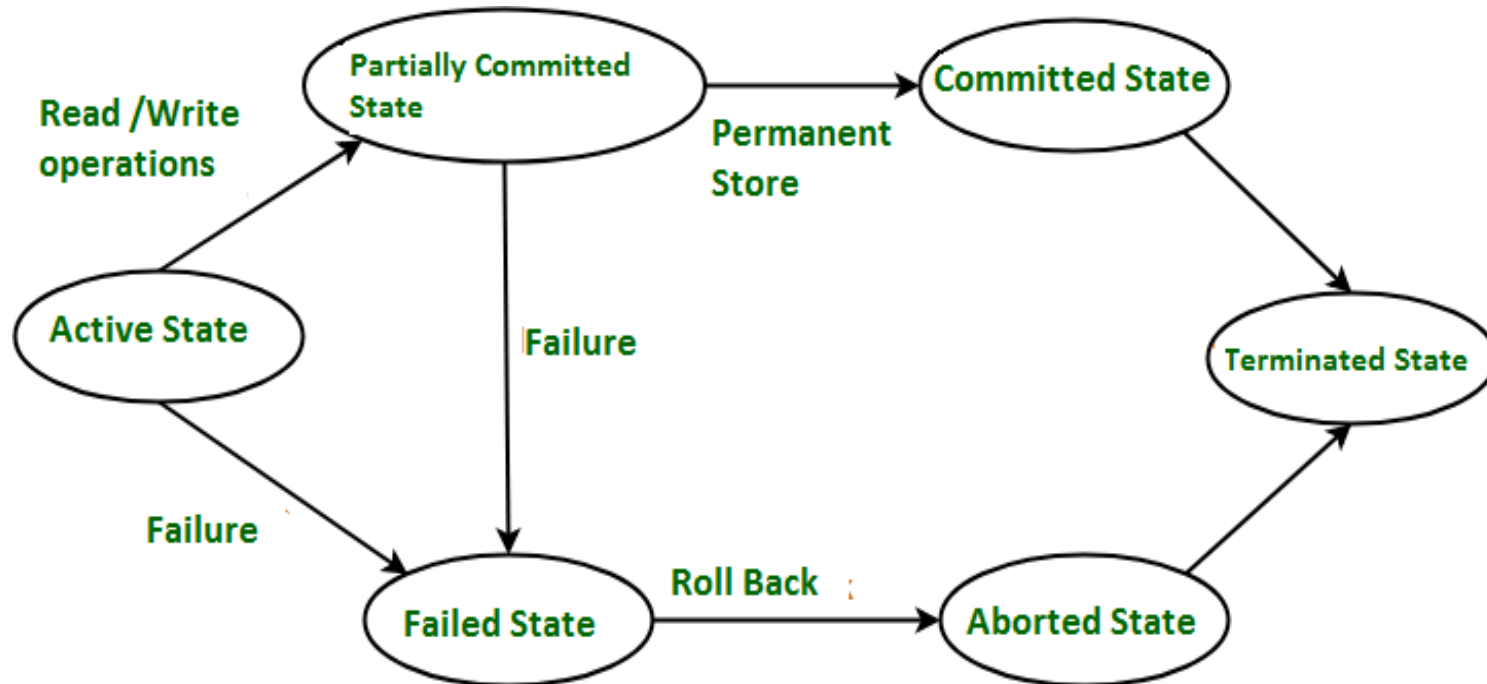 Partially Committed
State
Committed State
Read /Write
operations
Permanent
Store
Active State
Failure
Terminated State
Failure
Roll Back
Failed State
Aborted State